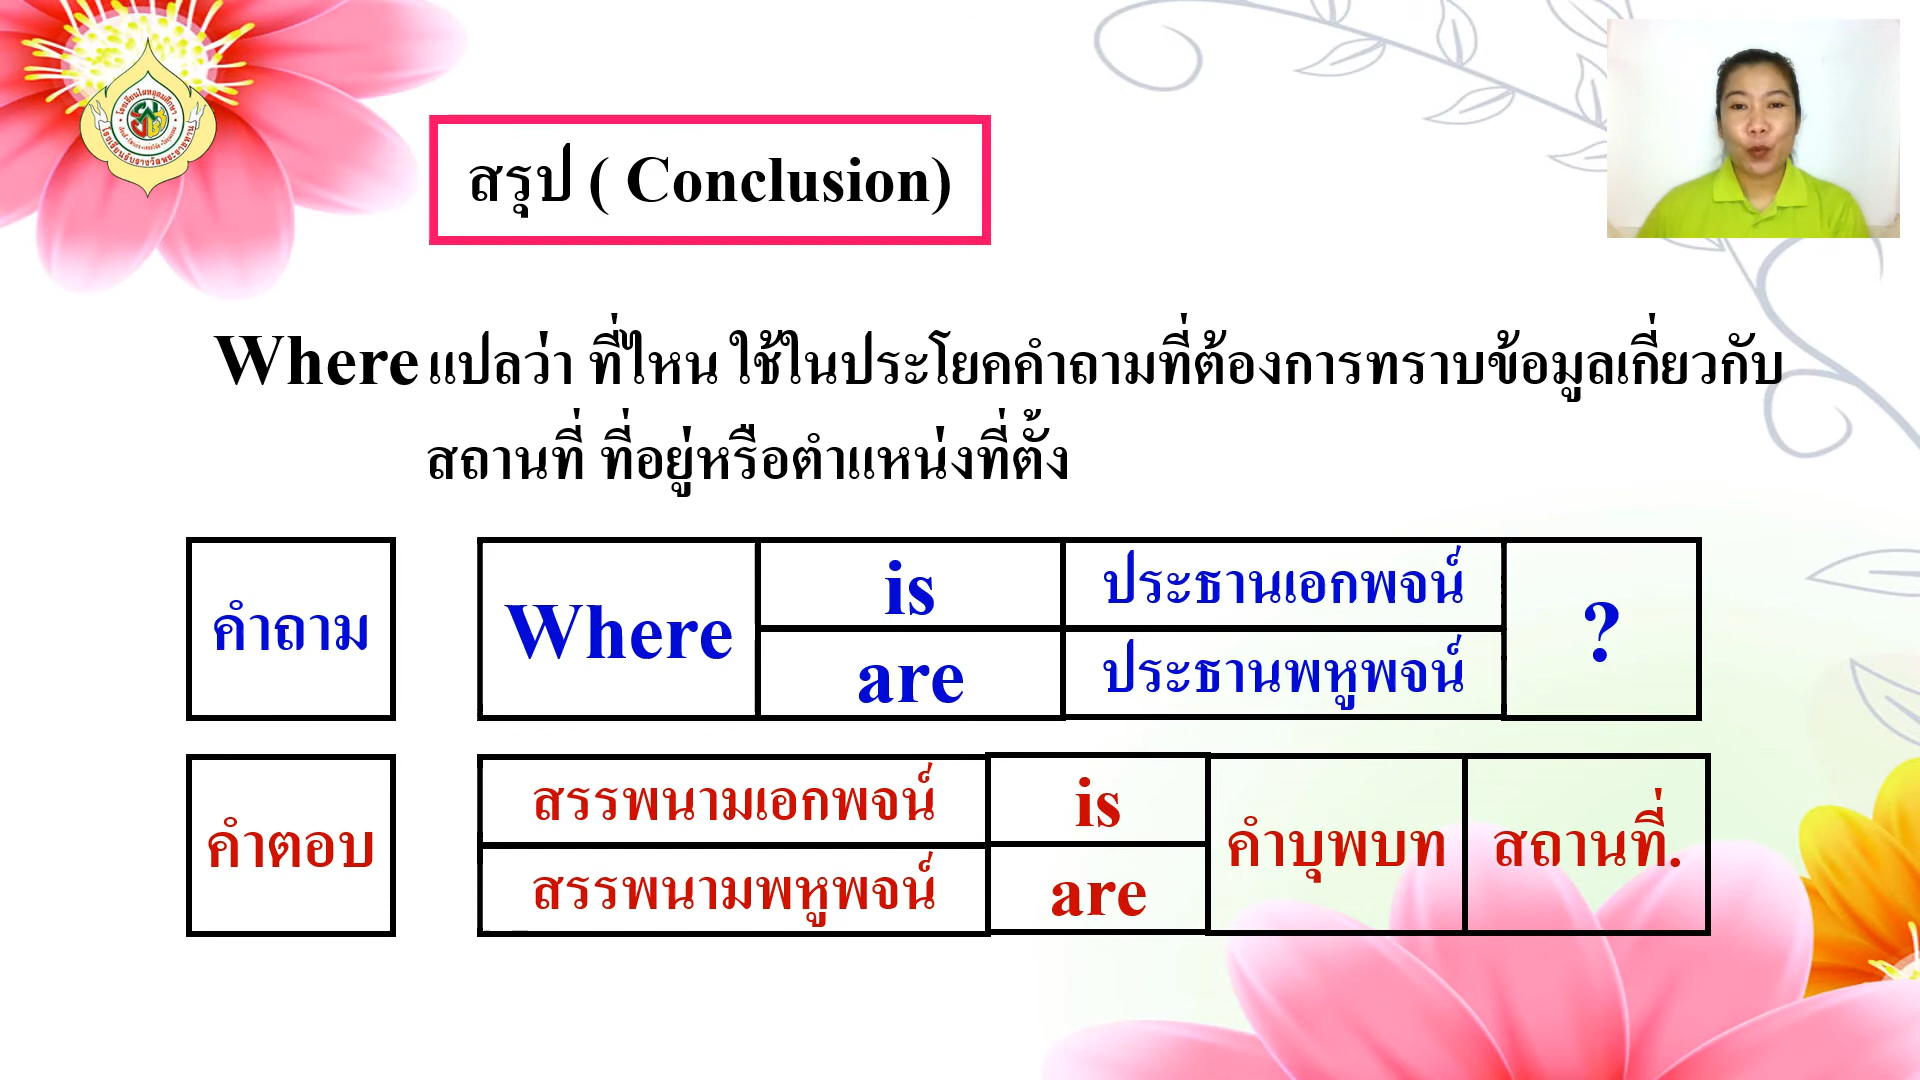 สรุป ( Conclusion)
Where แปลว่า ที่ไหน ใช้ในประโยคคำถามที่ต้องการทราบข้อมูลเกี่ยวกับ
สถานที่ ที่อยู่หรือตำแหน่งที่ตั้ง
คำถาม
Where
is
ประธานเอกพจน์
are
ประธานพหูพจน์
?
คำตอบ
สรรพนามเอกพจน์
is
สรรพนามพหูพจน์
are
คำบุพบท
สถานที่.